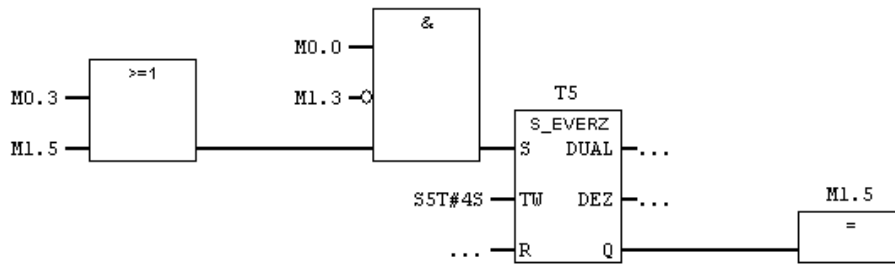 &
M0.0
>=1
M0.3
M1.3
T5
S_EVERZ
M1.5
S DUAL ...
S5T#4S TW DEZ ...
M1.5
=
... R Q